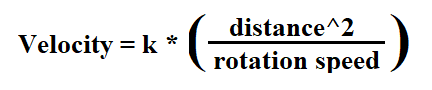 Velocity = k * ( distance^2 / rotation speed )